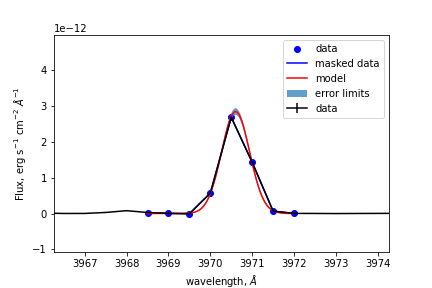 1e−12
data
masked data
model
error limits
data
Flux, erg s⁻¹ cm⁻² Å⁻¹
4
3
2
1
0
−1
3967 3968 3969 3970 3971 3972 3973 3974
wavelength, Å